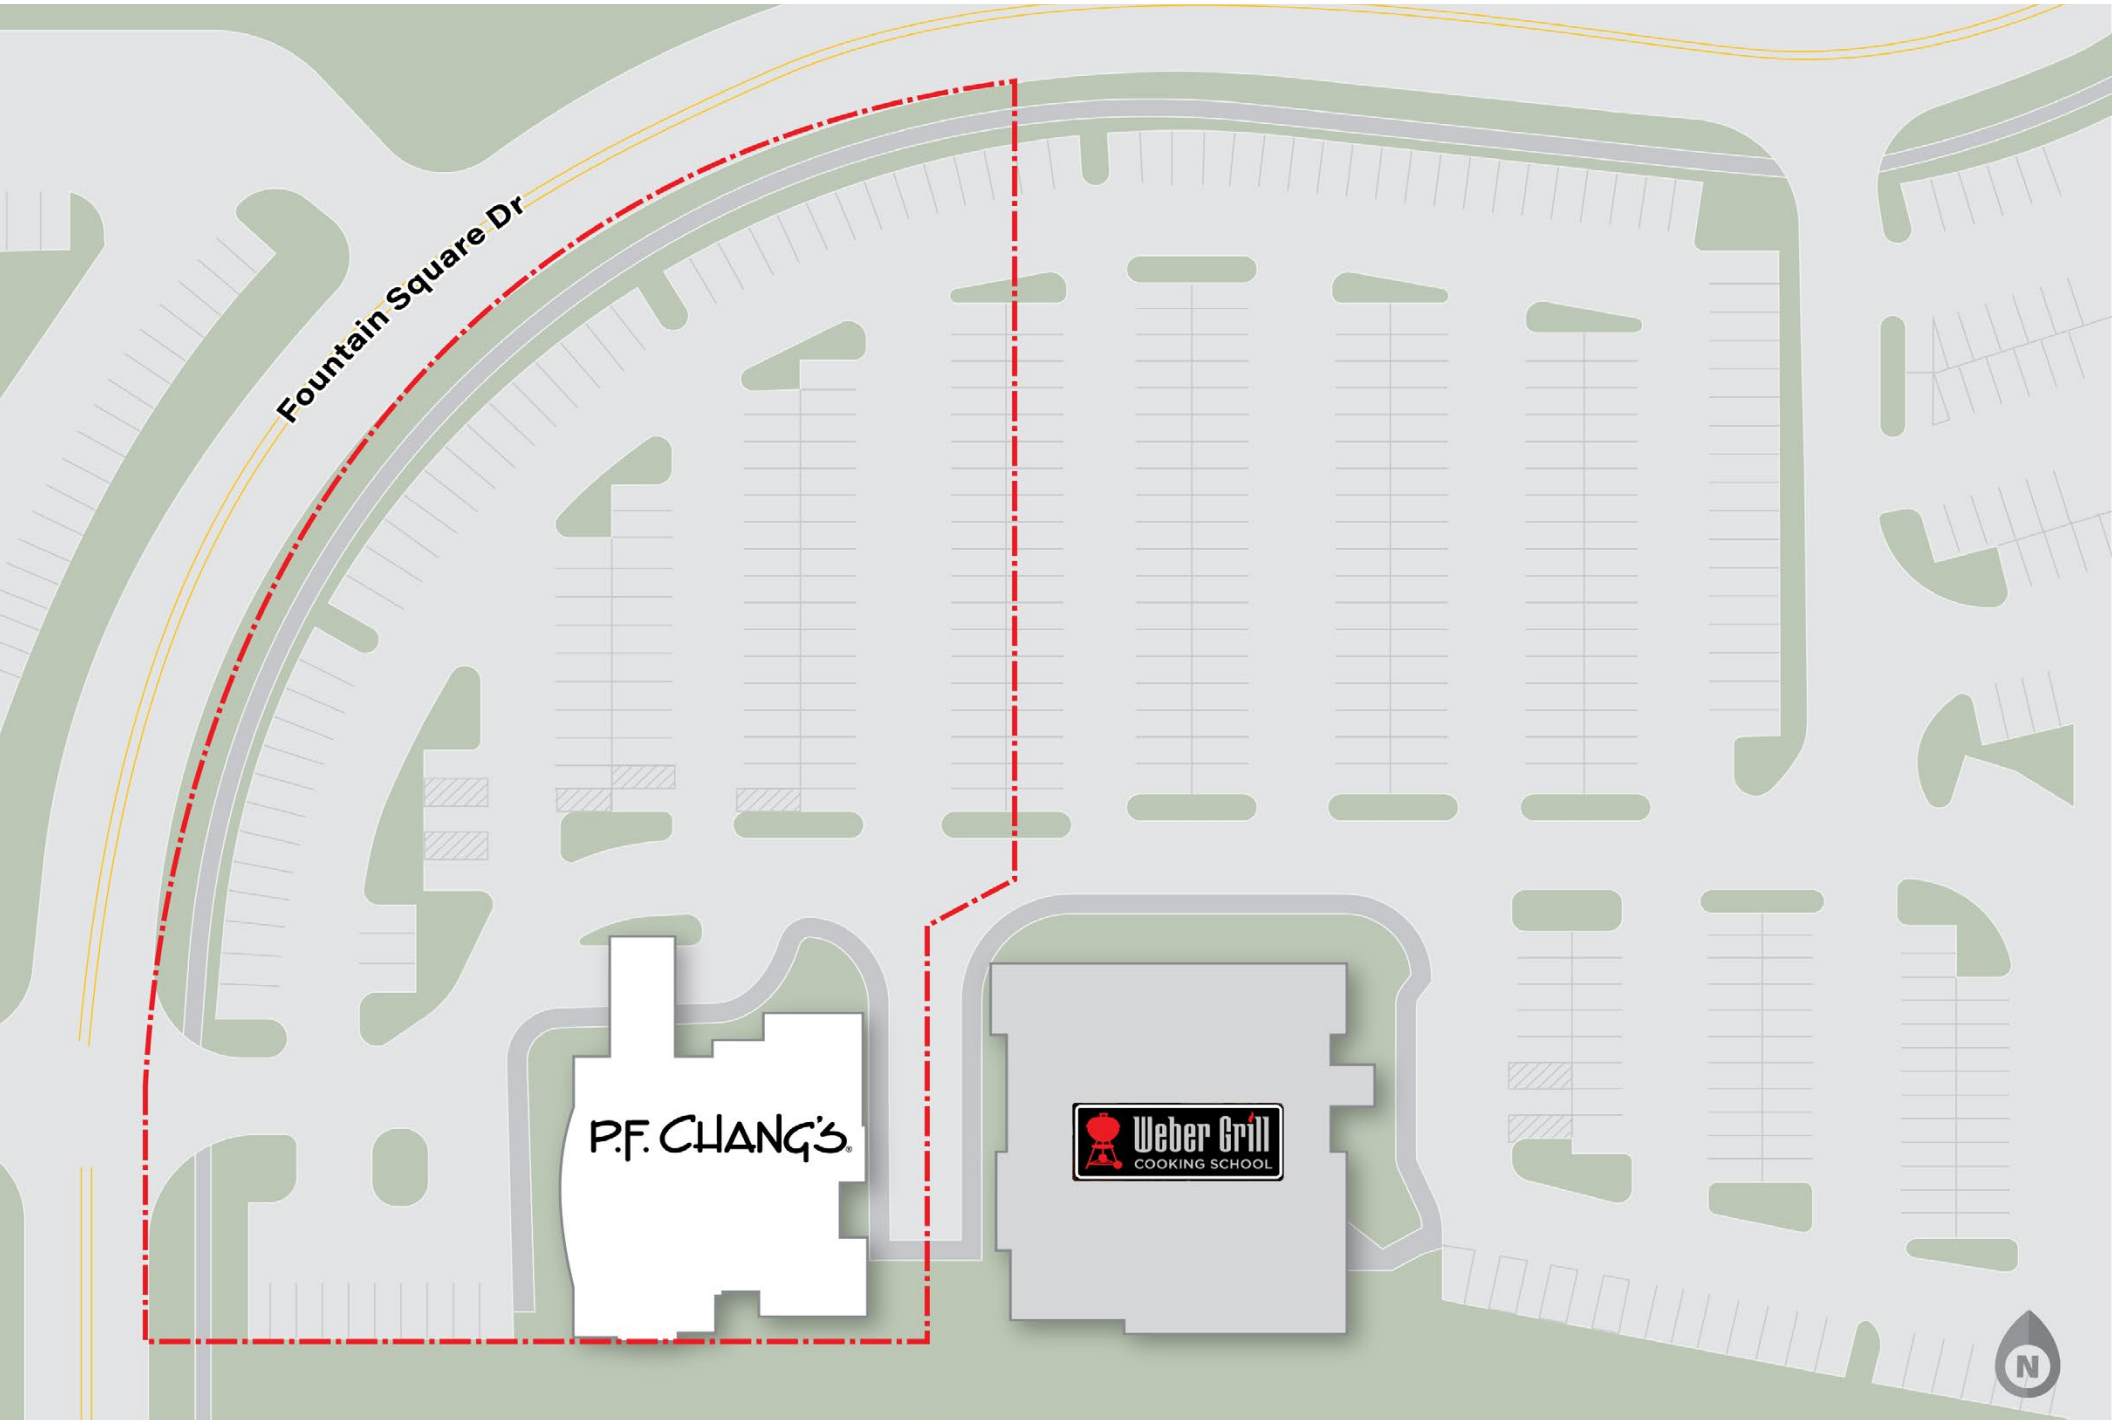 Fountain Square Dr
P.F. CHANG'S®
Weber Grill
COOKING SCHOOL
N